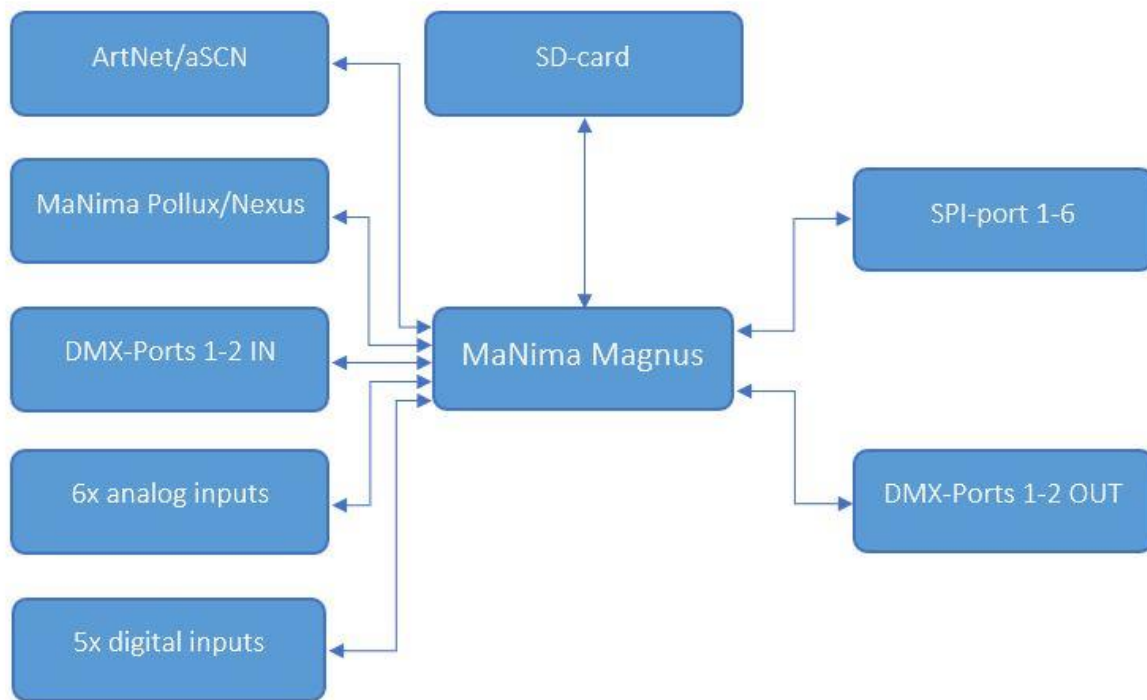 ArtNet/aSCN
SD-card
MaNima Pollux/Nexus
SPI-port 1-6
DMX-Ports 1-2 IN
MaNima Magnus
6x analog inputs
DMX-Ports 1-2 OUT
5x digital inputs